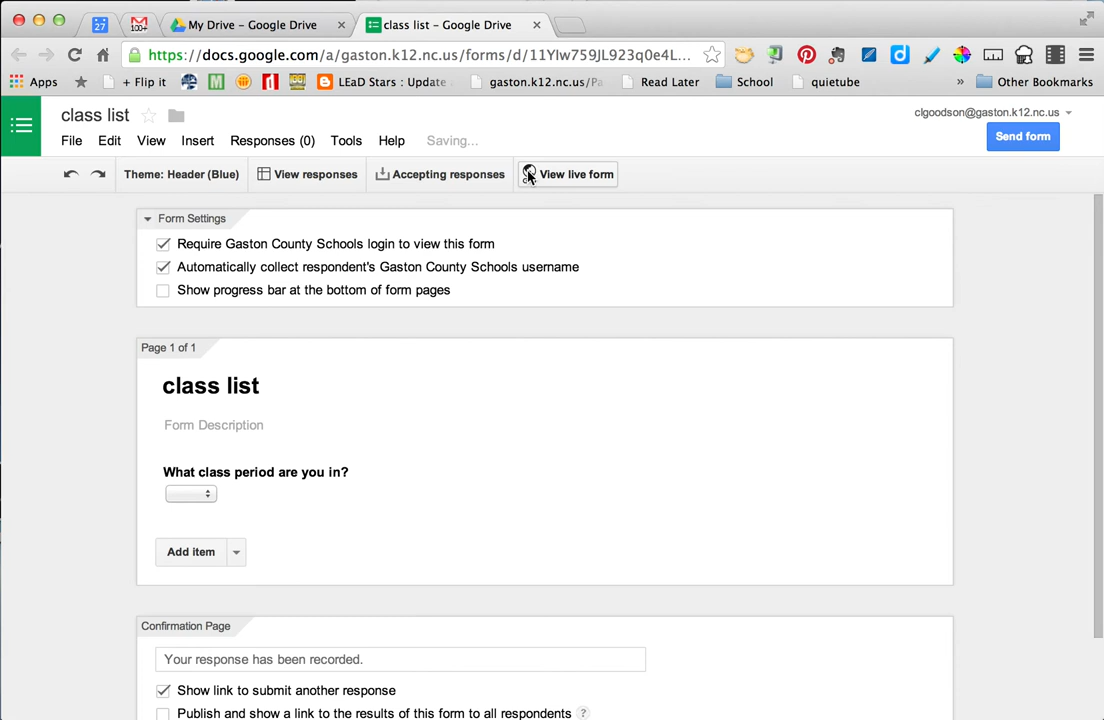 27 100+ My Drive – Google Drive × class list – Google Drive ×
https://docs.google.com/a/gaston.k12.nc.us/forms/d/11YIw759JL923q0e4L...
Apps + Flip it M LEaD Stars : Update gaston.k12.nc.us/Pa Read Later School quietube » Other Bookmarks
class list clgoodson@gaston.k12.nc.us
File Edit View Insert Responses (0) Tools Help Saving... Send form
Theme: Header (Blue) View responses Accepting responses View live form
Form Settings
Require Gaston County Schools login to view this form
Automatically collect respondent's Gaston County Schools username
Show progress bar at the bottom of form pages
Page 1 of 1
class list
Form Description
What class period are you in?
Add item
Confirmation Page
Your response has been recorded.
Show link to submit another response
Publish and show a link to the results of this form to all respondents ?